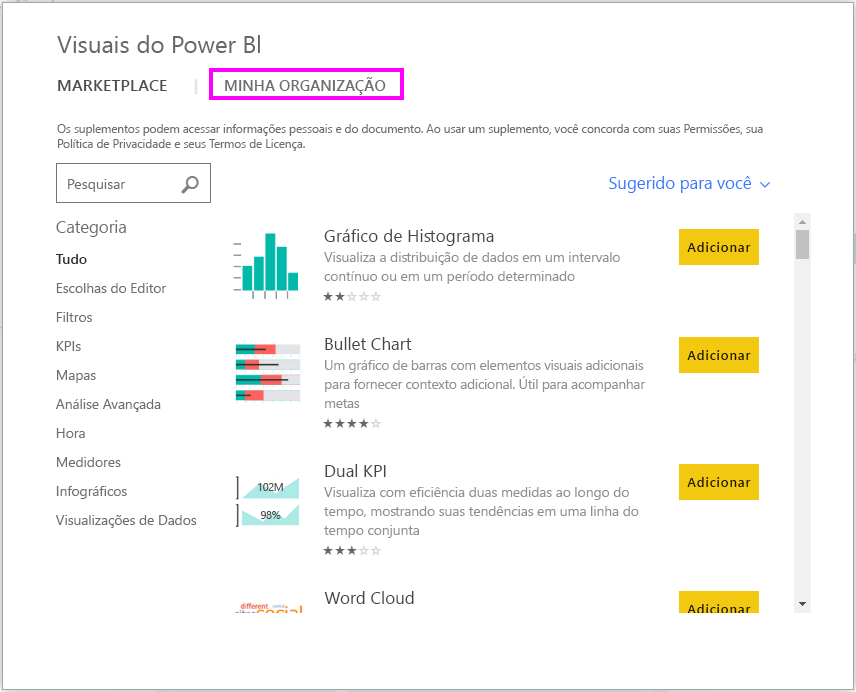 Visuais do Power BI
MARKETPLACE | MINHA ORGANIZAÇÃO
Os suplementos podem acessar informações pessoais e do documento. Ao usar um suplemento, você concorda com suas Permissões, sua
Política de Privacidade e seus Termos de Licença.
Pesquisar
Sugerido para você
Categoria
Tudo
Escolhas do Editor
Filtros
KPIs
Mapas
Análise Avançada
Hora
Medidores
Infográficos
Visualizações de Dados
Gráfico de Histograma
Visualiza a distribuição de dados em um intervalo
contínuo ou em um período determinado
Adicionar
Bullet Chart
Um gráfico de barras com elementos visuais adicionais
para fornecer contexto adicional. Útil para acompanhar
metas
Adicionar
102M
98%
Dual KPI
Visualiza com eficiência duas medidas ao longo do
tempo, mostrando suas tendências em uma linha do
tempo conjunta
Adicionar
different
social
Word Cloud
Adicionar